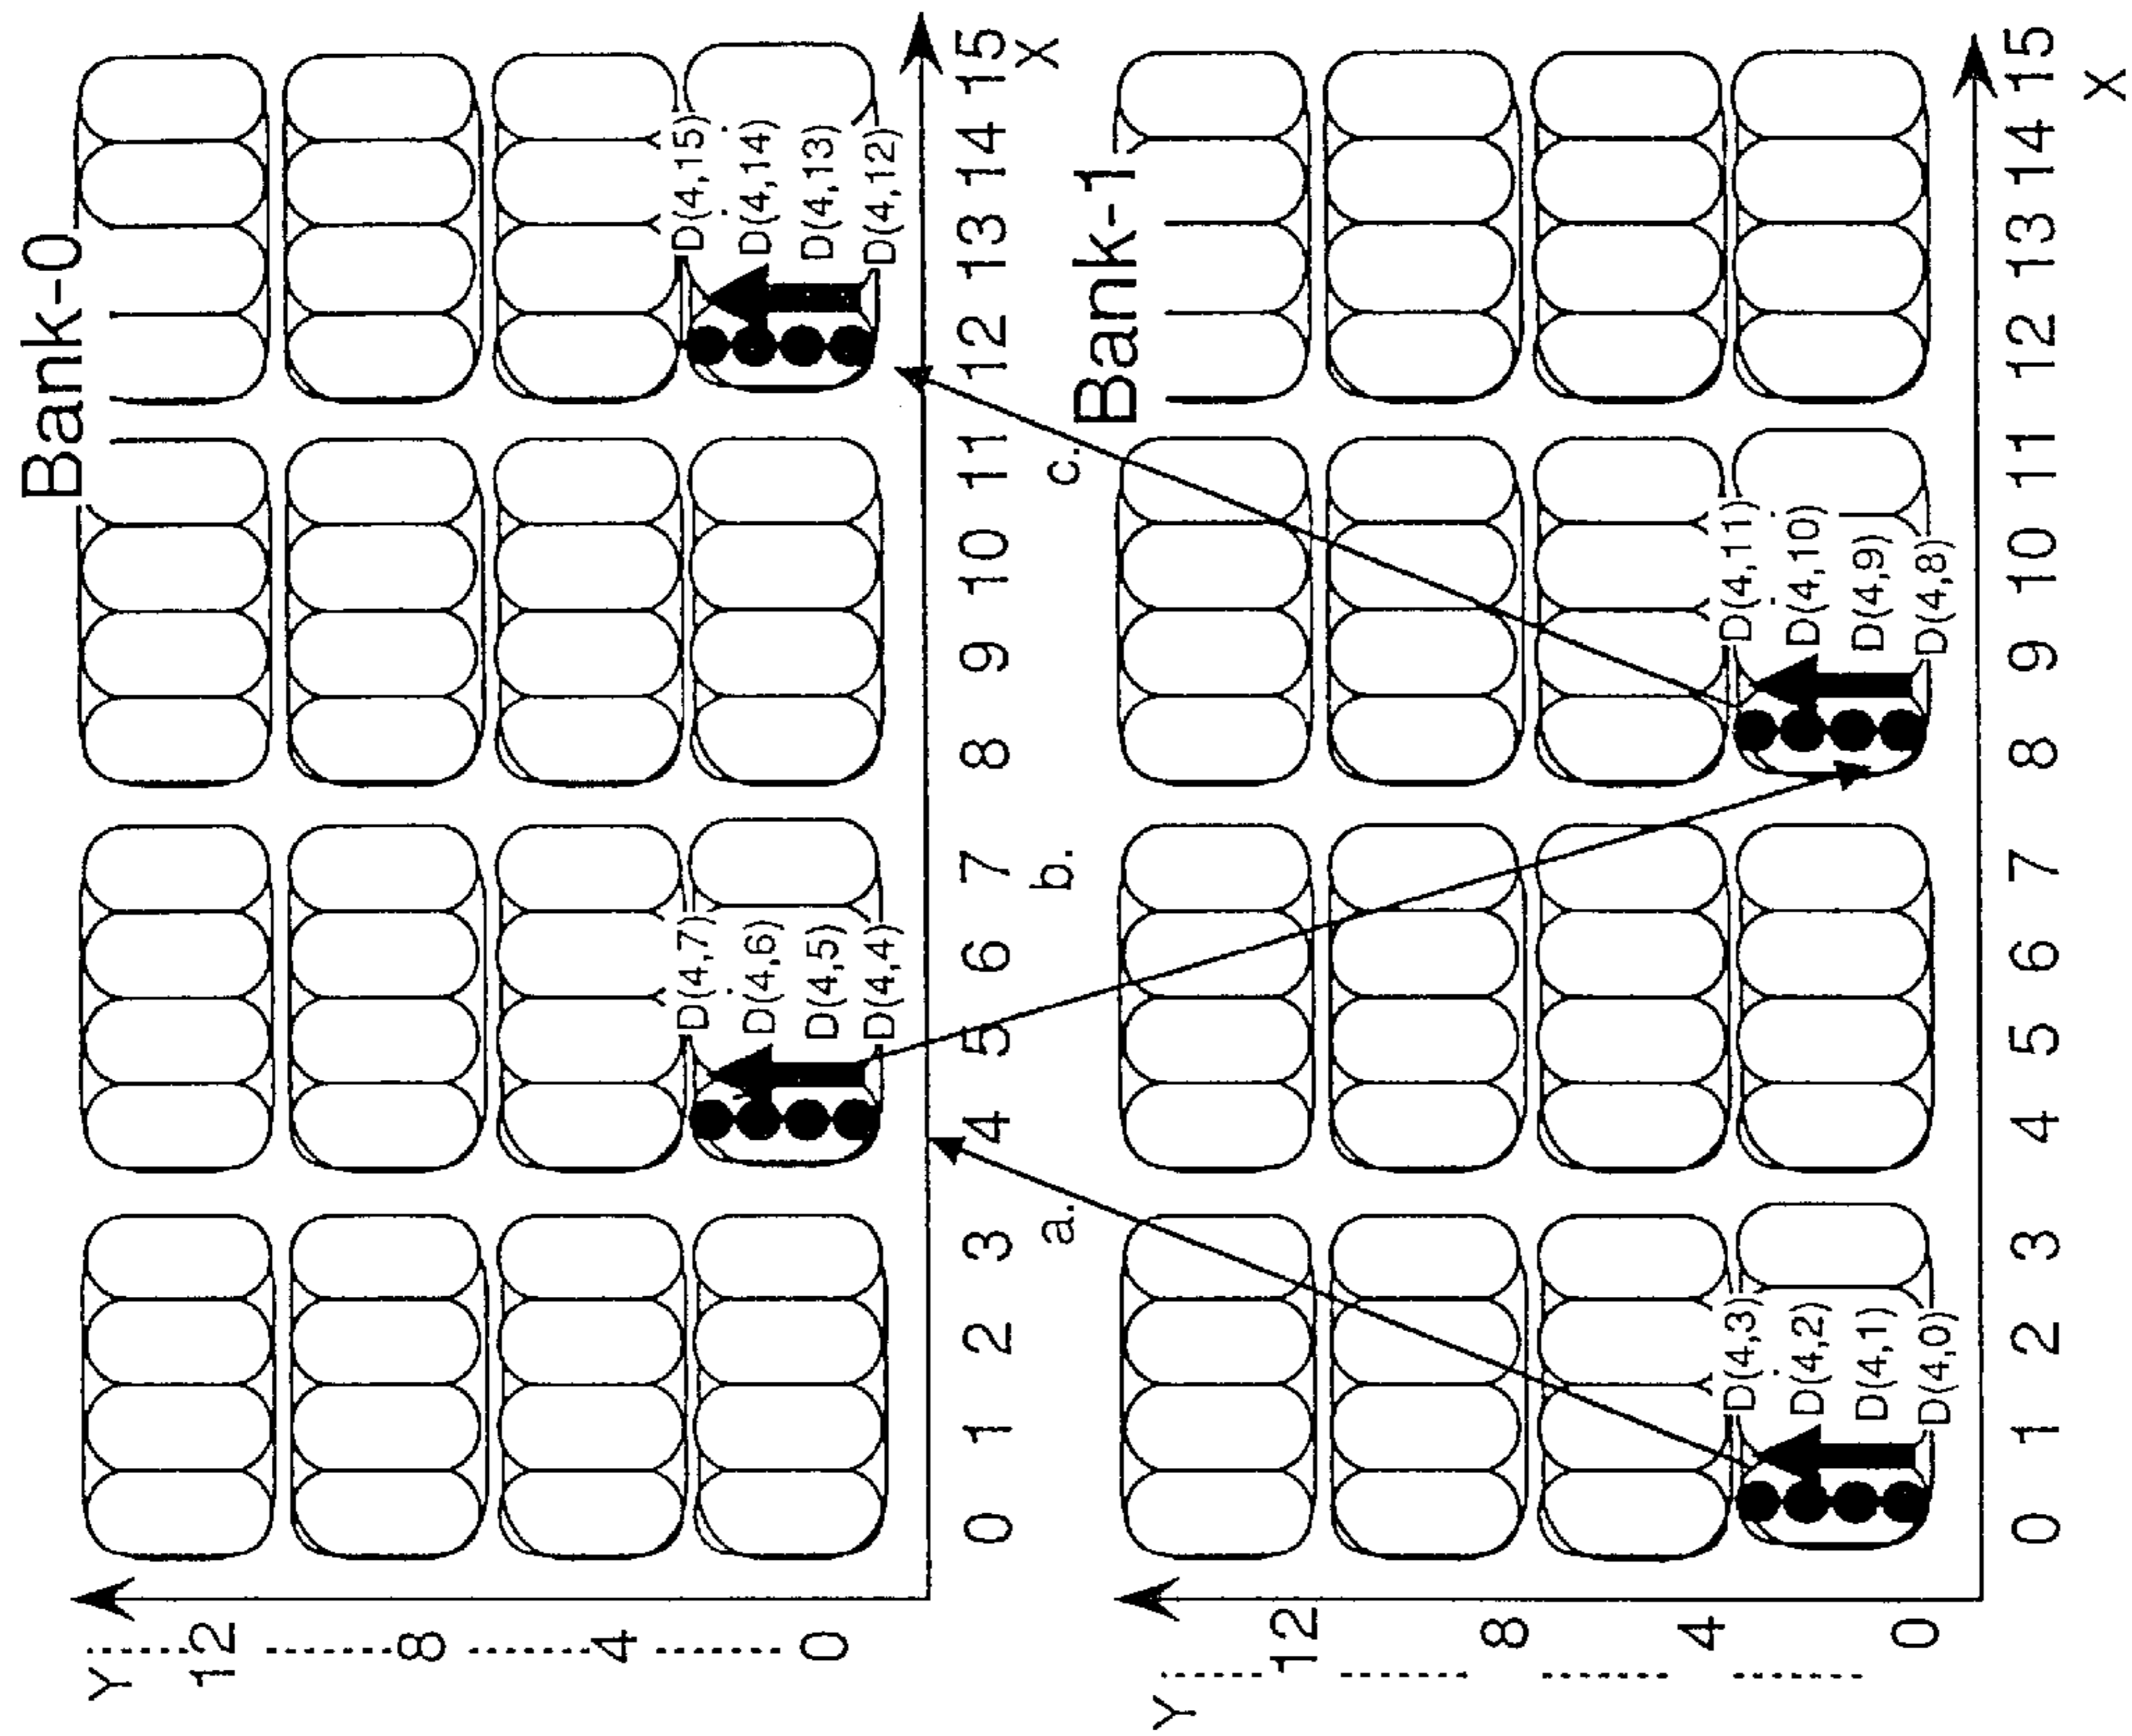 Bank-0
Y
12
8
4
0
D(4,7)
D(4,6)
D(4,5)
D(4,4)
D(4,15)
D(4,14)
D(4,13)
D(4,12)
0 1 2 3 4 5 6 7 8 9 10 11 12 13 14 15
X
a. b. c.
Bank-1
Y
12
8
4
0
D(4,3)
D(4,2)
D(4,1)
D(4,0)
D(4,11)
D(4,10)
D(4,9)
D(4,8)
0 1 2 3 4 5 6 7 8 9 10 11 12 13 14 15
X